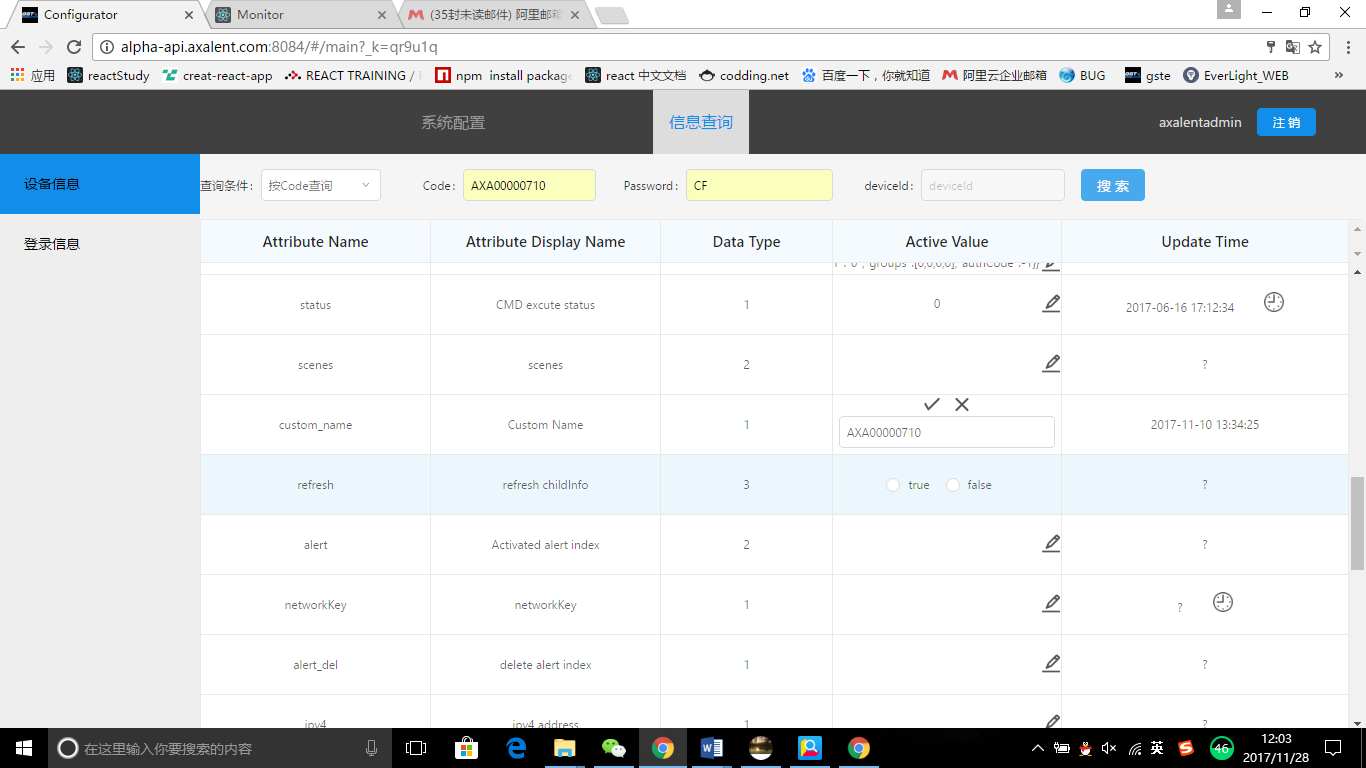 Configurator
Monitor
(35封未读邮件) 阿里邮箱
alpha-api.axalent.com:8084/#/main?_k=qr9u1q
应用 reactStudy creat-react-app REACT TRAINING / npm install package react 中文文档 codding.net 百度一下，你就知道 阿里云企业邮箱 BUG gste EverLight_WEB »
系统配置 信息查询 axalentadmin 注 销
设备信息
登录信息
查询条件: 按Code查询 Code: AXA00000710 Password: CF deviceId: deviceId 搜 索
Attribute Name Attribute Display Name Data Type Active Value Update Time
status CMD excute status 1 0 2017-06-16 17:12:34
scenes scenes 2 ?
custom_name Custom Name 1 AXA00000710 2017-11-10 13:34:25
refresh refresh childInfo 3 true false ?
alert Activated alert index 2 ?
networkKey networkKey 1 ?
alert_del delete alert index 1 ?
ipv4 ipv4 address 1 ?
在这里输入你要搜索的内容
英 46 12:03
2017/11/28